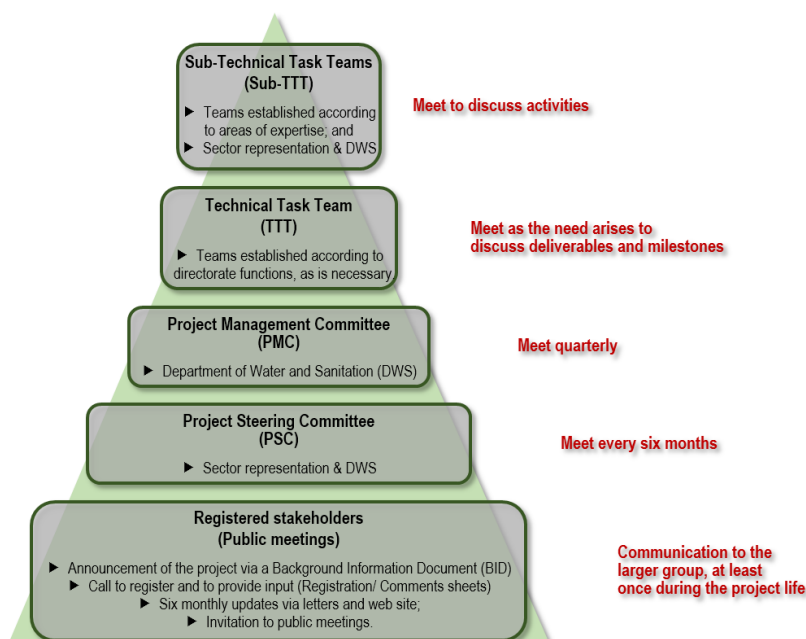 Sub-Technical Task Teams
(Sub-TTT)
► Teams established according
to areas of expertise; and
► Sector representation & DWS
Meet to discuss activities
Technical Task Team
(TTT)
► Teams established according to
directorate functions, as is necessary.
Meet as the need arises to
discuss deliverables and milestones
Project Management Committee
(PMC)
► Department of Water and Sanitation (DWS)
Meet quarterly
Project Steering Committee
(PSC)
► Sector representation & DWS
Meet every six months
Registered stakeholders
(Public meetings)
► Announcement of the project via a Background Information Document (BID)
► Call to register and to provide input (Registration/ Comments sheets)
► Six monthly updates via letters and web site;
► Invitation to public meetings.
Communication to the
larger group, at least
once during the project life